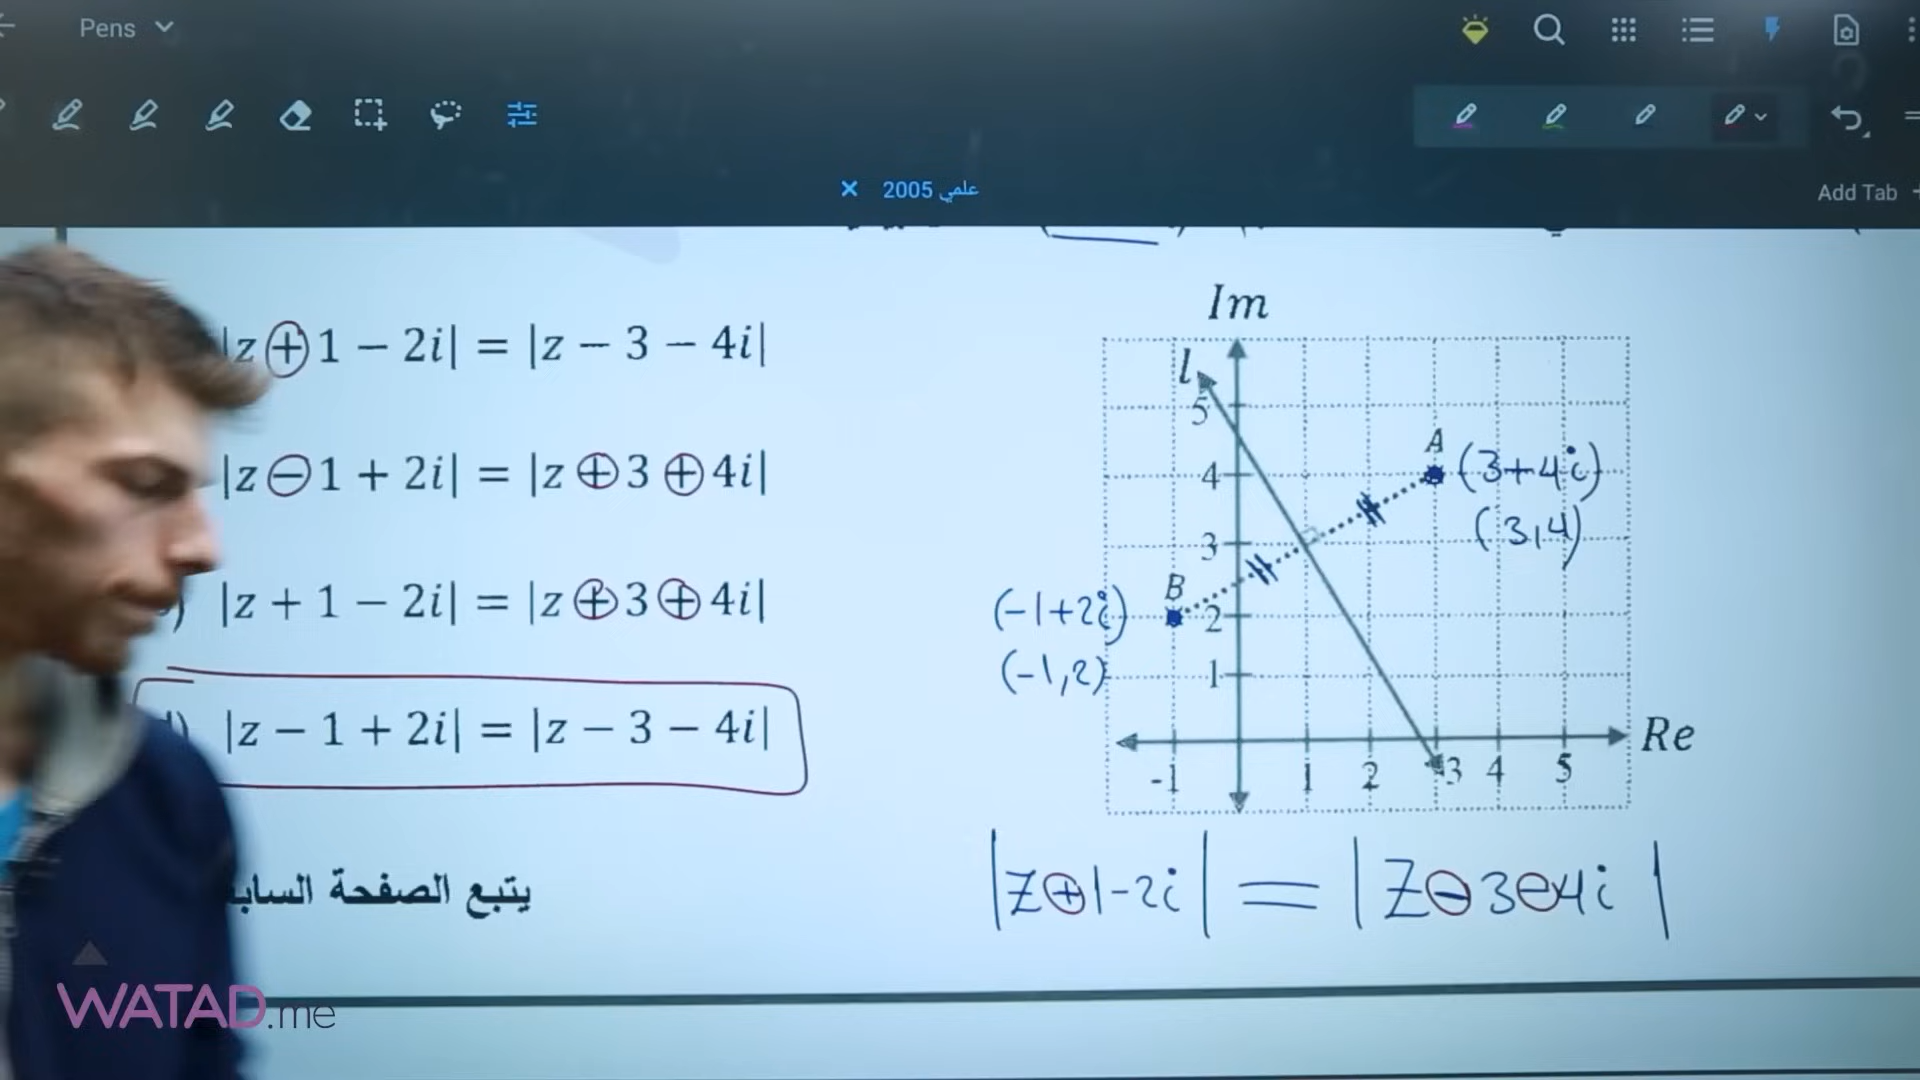 Pens
علمي 2005
Add Tab
|z + 1 − 2i| = |z − 3 − 4i|
|z − 1 + 2i| = |z + 3 + 4i|
) |z + 1 − 2i| = |z + 3 + 4i|
) |z − 1 + 2i| = |z − 3 − 4i|
يتبع الصفحة
Im
l
5
4
3
2
1
-1 1 2 3 4 5
Re
A
(3+4i)
(3,4)
B
(-1+2i)
(-1,2)
|z+1-2i| = |z-3-4i|
WATAD.me